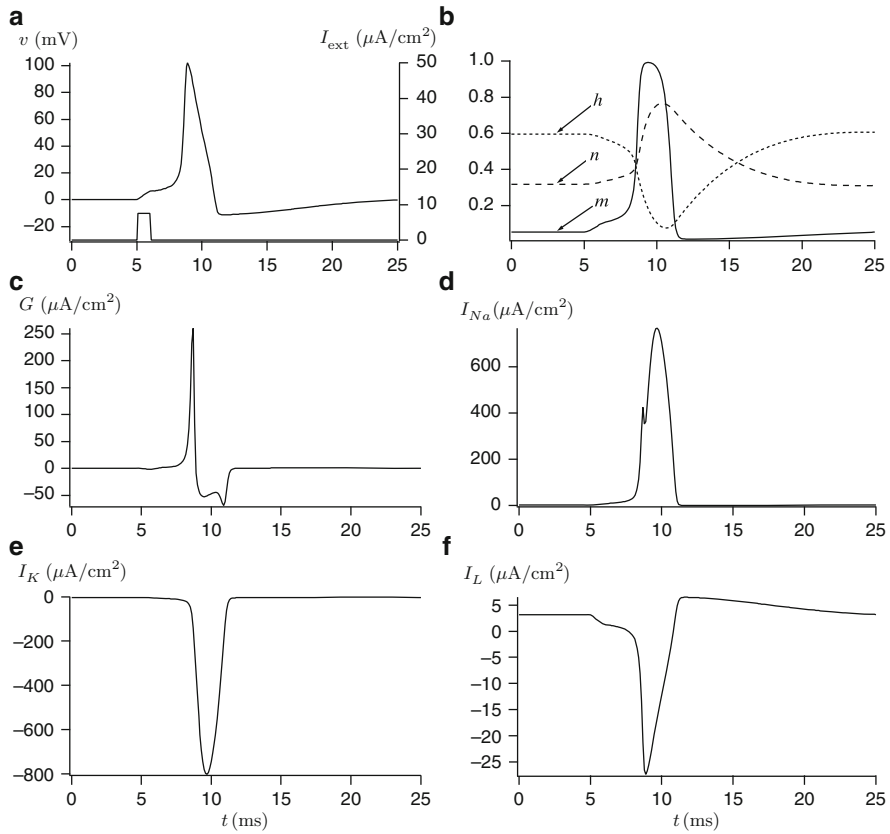 a
b
v (mV)
I_ext (μA/cm²)
100
80
60
40
20
0
−20
50
40
30
20
10
0
0 5 10 15 20 25
1.0
0.8
0.6
0.4
0.2
h
n
m
0 5 10 15 20 25
c
d
G (μA/cm²)
I_Na (μA/cm²)
250
200
150
100
50
0
−50
0 5 10 15 20 25
600
400
200
0
0 5 10 15 20 25
e
f
I_K (μA/cm²)
I_L (μA/cm²)
0
−200
−400
−600
−800
0 5 10 15 20 25
t (ms)
5
0
−5
−10
−15
−20
−25
0 5 10 15 20 25
t (ms)